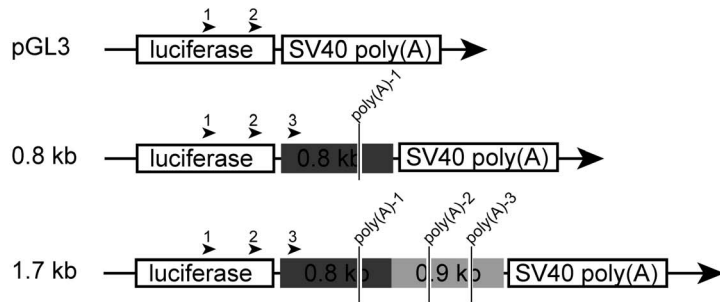 1 2
pGL3 luciferase SV40 poly(A)
poly(A)-1
1 2 3
0.8 kb luciferase 0.8 kb SV40 poly(A)
poly(A)-1 poly(A)-2 poly(A)-3
1 2 3
1.7 kb luciferase 0.8 kb 0.9 kb SV40 poly(A)